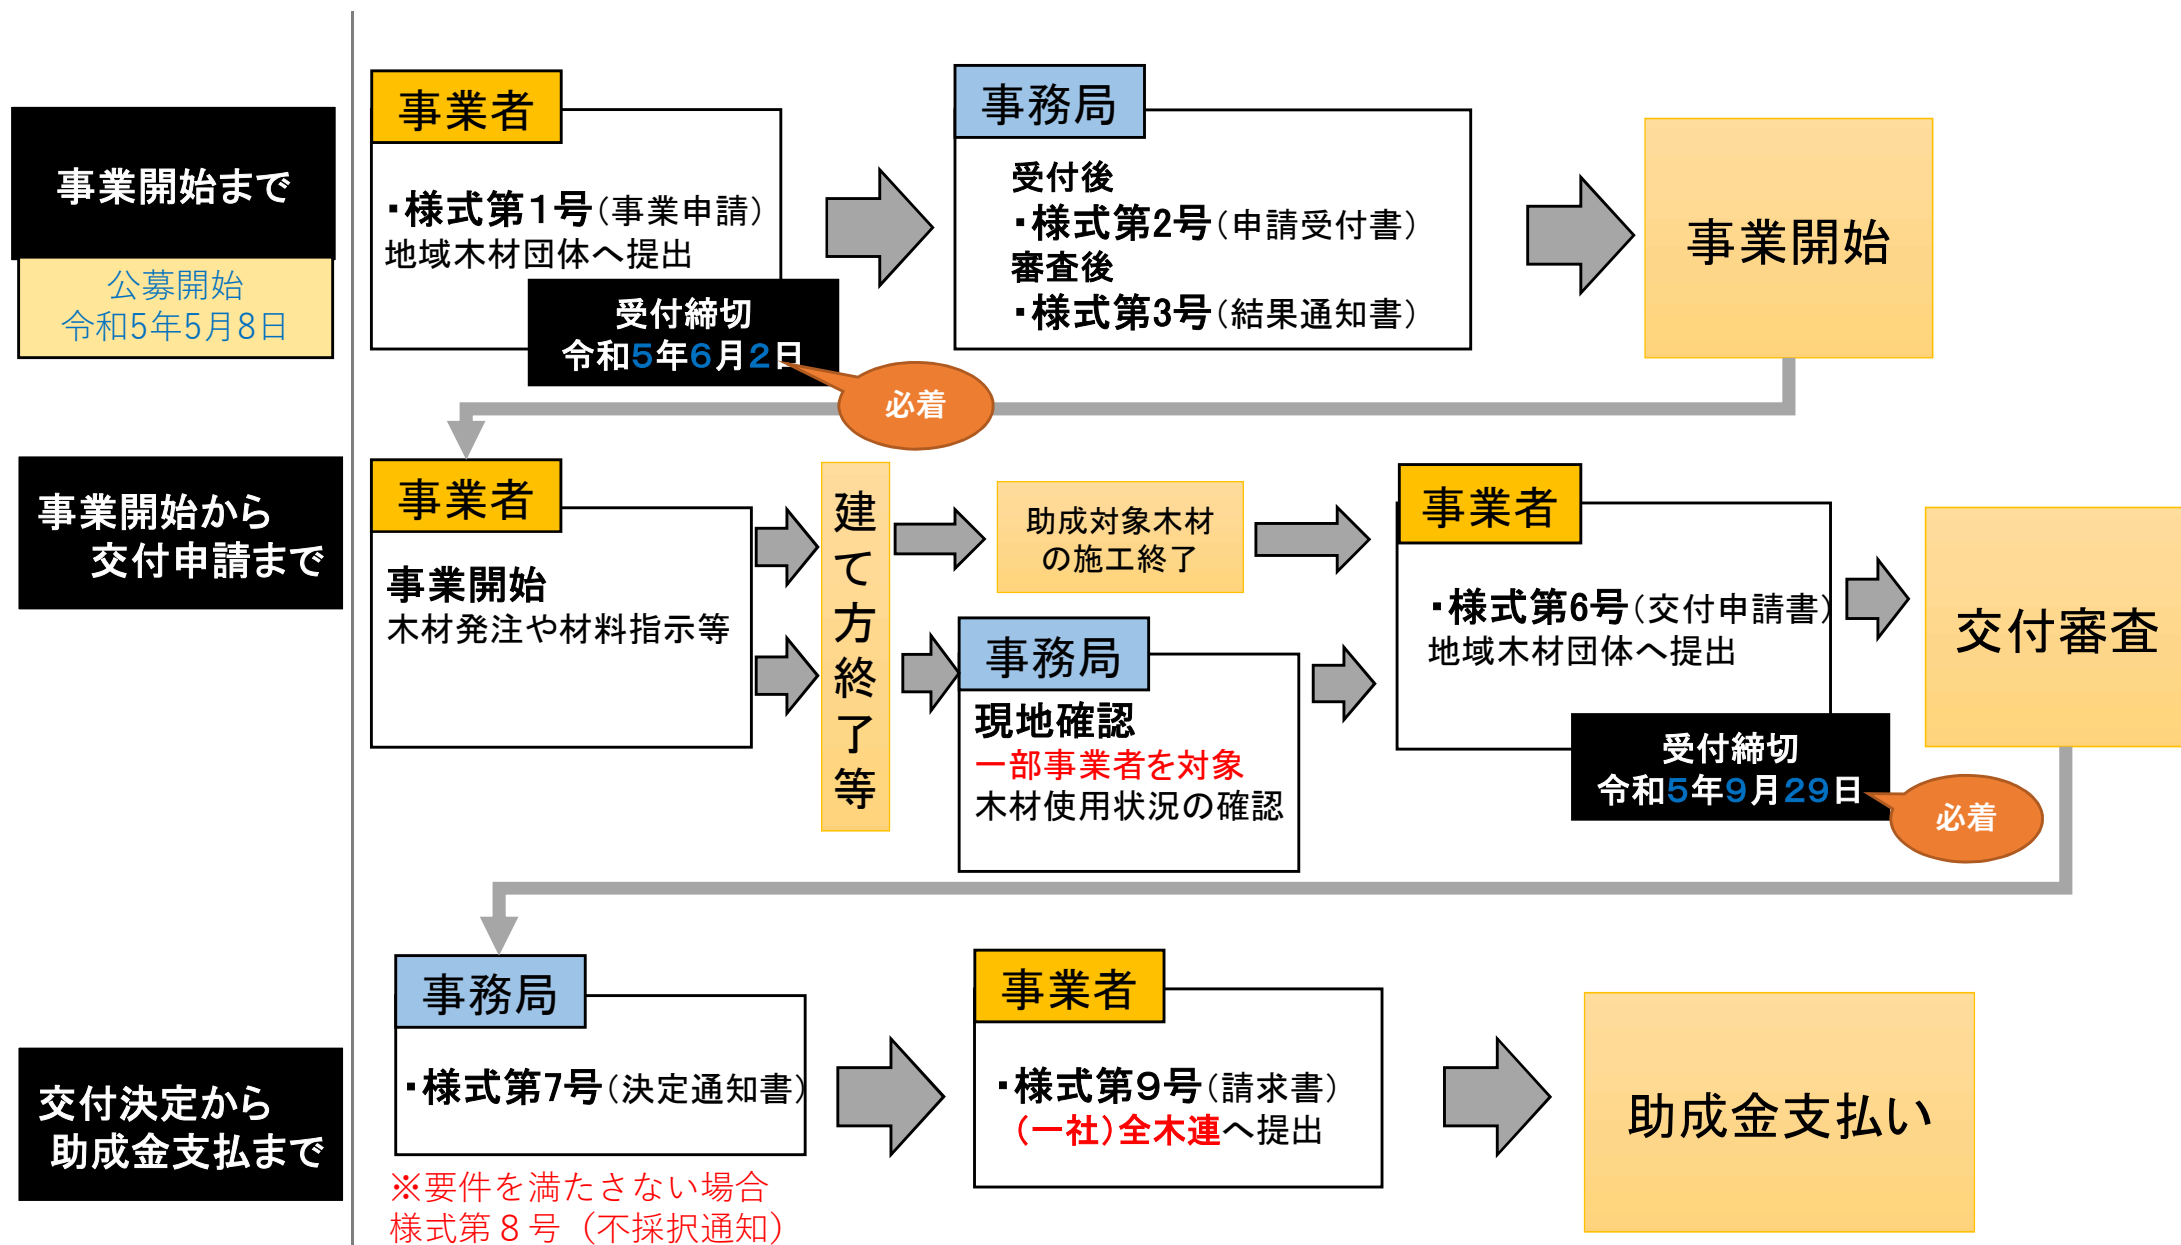 事業開始まで
公募開始
令和5年5月8日
事業者
・様式第1号（事業申請）
地域木材団体へ提出
受付締切
令和5年6月2日
必着
事務局
受付後
・様式第2号（申請受付書）
審査後
・様式第3号（結果通知書）
事業開始
事業開始から
交付申請まで
事業者
事業開始
木材発注や材料指示等
建て方終了等
助成対象木材
の施工終了
事務局
現地確認
一部事業者を対象
木材使用状況の確認
事業者
・様式第6号（交付申請書）
地域木材団体へ提出
受付締切
令和5年9月29日
必着
交付審査
交付決定から
助成金支払まで
事務局
・様式第7号（決定通知書）
※要件を満たさない場合
様式第８号（不採択通知）
事業者
・様式第9号（請求書）
（一社）全木連へ提出
助成金支払い